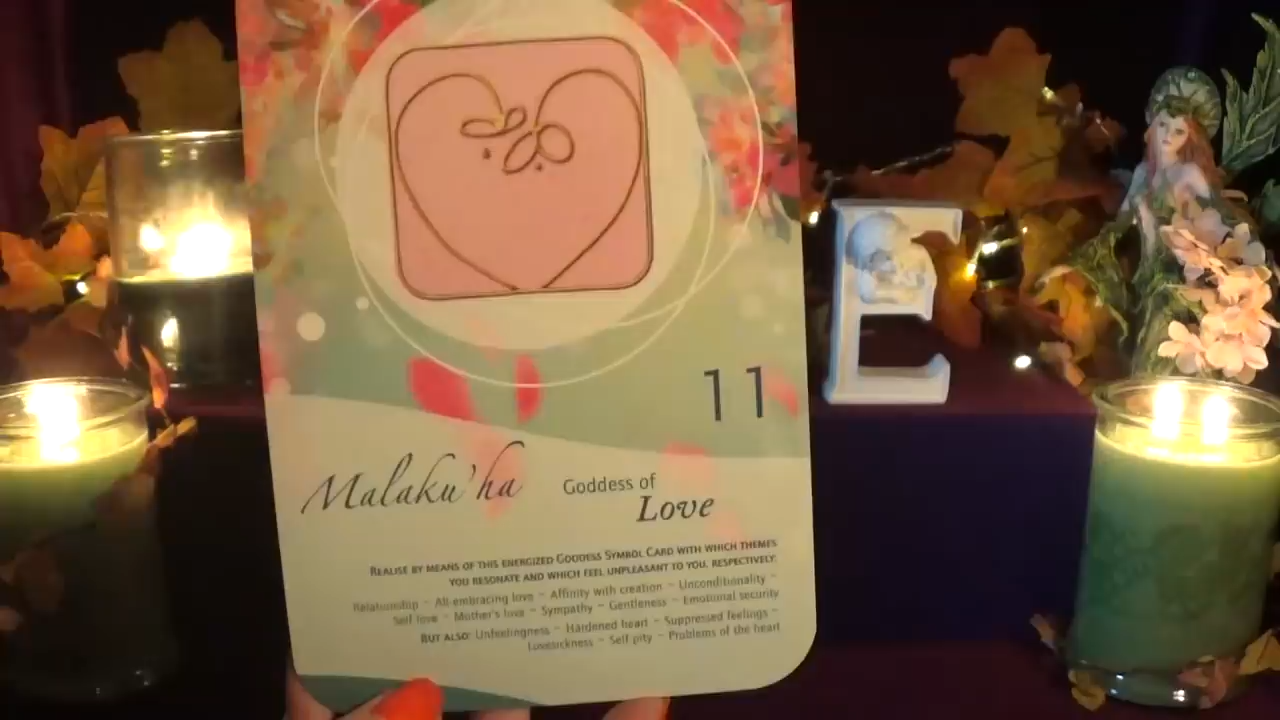 E
11
Malaku'ha Goddess of
Love
REALISE BY MEANS OF THIS ENERGIZED GODDESS SYMBOL CARD WITH WHICH THEMES
YOU RESONATE AND WHICH FEEL UNPLEASANT TO YOU, RESPECTIVELY:
Relationship ~ All-embracing love ~ Affinity with creation ~ Unconditionality ~
Self love ~ Mother's love ~ Sympathy ~ Gentleness ~ Emotional security
BUT ALSO: Unfeelingness ~ Hardened heart ~ Suppressed feelings ~
Lovesickness ~ Self pity ~ Problems of the heart